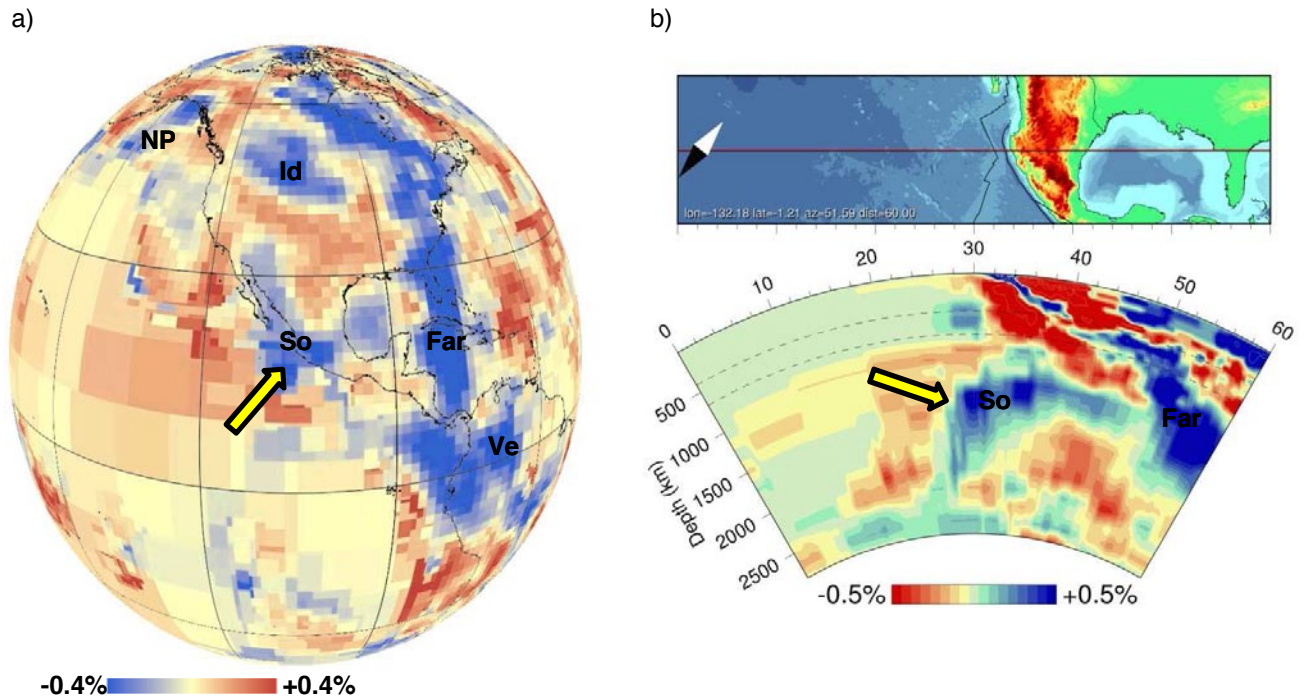 a)
NP
Id
So
Far
Ve
-0.4% +0.4%
b)
lon=-132.18 lat=-1.21 az=51.59 dist=60.00
0 10 20 30 40 50 60
500
1000
1500
2000
2500
Depth (km)
So
Far
-0.5% +0.5%